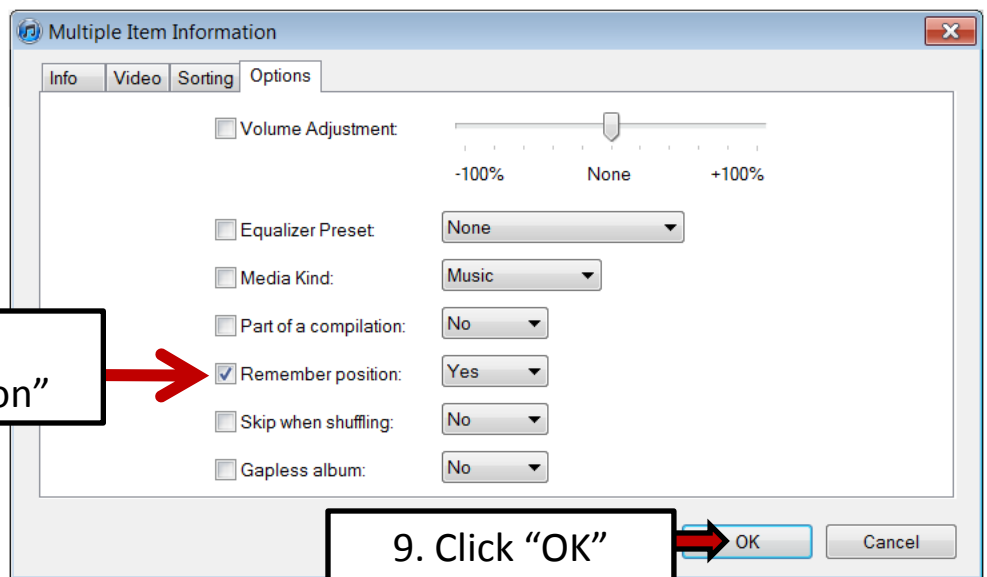 Multiple Item Information
Info Video Sorting Options
Volume Adjustment:
-100% None +100%
Equalizer Preset: None
Media Kind: Music
Part of a compilation: No
on”
Remember position: Yes
Skip when shuffling: No
Gapless album: No
9. Click “OK”
OK Cancel